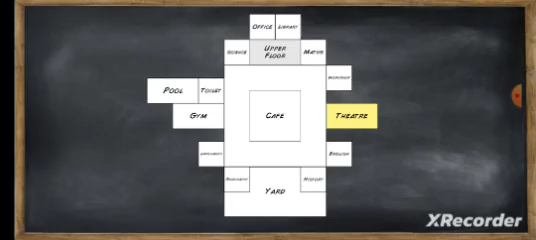 OFFICE
LIBRARY
SCIENCE
UPPER
FLOOR
MATHS
WORKSHOP
POOL
TOILET
GYM
CAFE
THEATRE
ENGLISH
YARD
HISTORY
XRecorder